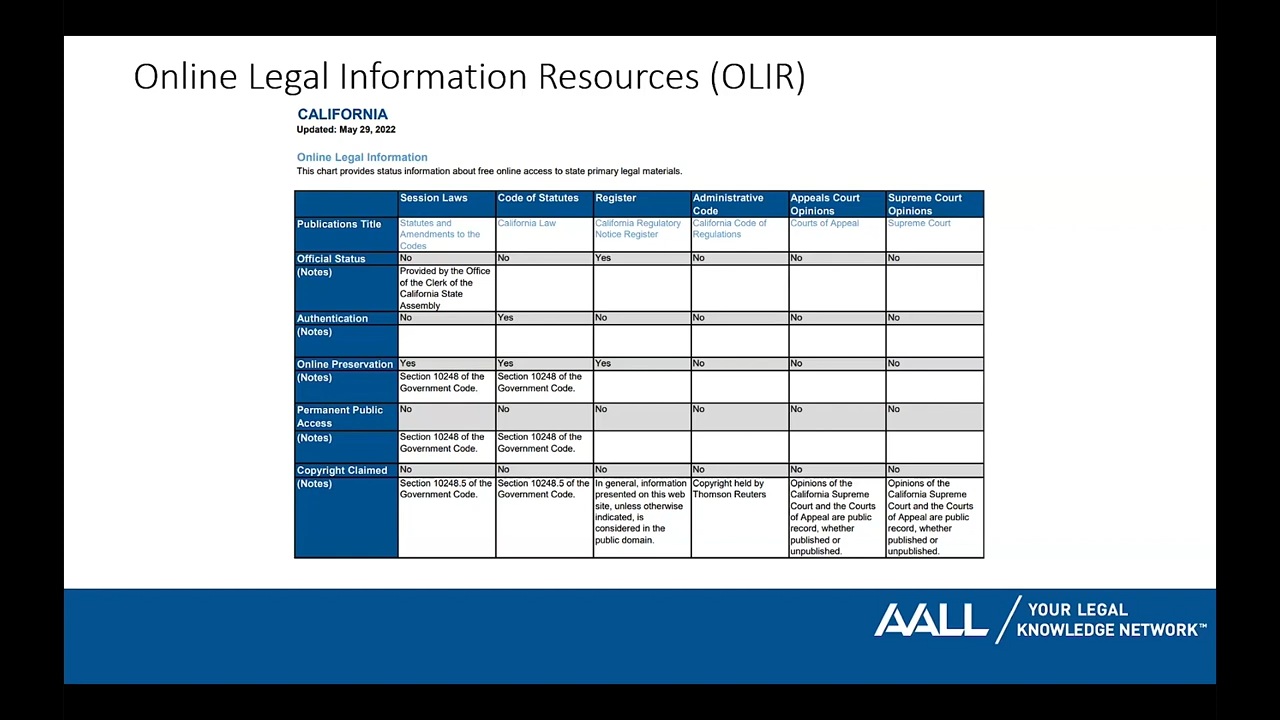 Online Legal Information Resources (OLIR)
CALIFORNIA
Updated: May 29, 2022
Online Legal Information
This chart provides status information about free online access to state primary legal materials.
Session Laws
Code of Statutes
Register
Administrative
Code
Appeals Court
Opinions
Supreme Court
Opinions
Publications Title
Statutes and
Amendments to the
Codes
California Law
California Regulatory
Notice Register
California Code of
Regulations
Courts of Appeal
Supreme Court
Official Status
No
No
Yes
No
No
No
(Notes)
Provided by the Office
of the Clerk of the
California State
Assembly
Authentication
No
Yes
No
No
No
No
(Notes)
Online Preservation
Yes
Yes
Yes
No
No
No
(Notes)
Section 10248 of the
Government Code.
Section 10248 of the
Government Code.
Permanent Public
Access
No
No
No
No
No
No
(Notes)
Section 10248 of the
Government Code.
Section 10248 of the
Government Code.
Copyright Claimed
No
No
No
No
No
No
(Notes)
Section 10248.5 of the
Government Code.
Section 10248.5 of the
Government Code.
In general, information
presented on this web
site, unless otherwise
indicated, is
considered in the
public domain.
Copyright held by
Thomson Reuters
Opinions of the
California Supreme
Court and the Courts
of Appeal are public
record, whether
published or
unpublished.
Opinions of the
California Supreme
Court and the Courts
of Appeal are public
record, whether
published or
unpublished.
AALL
YOUR LEGAL
KNOWLEDGE NETWORK™